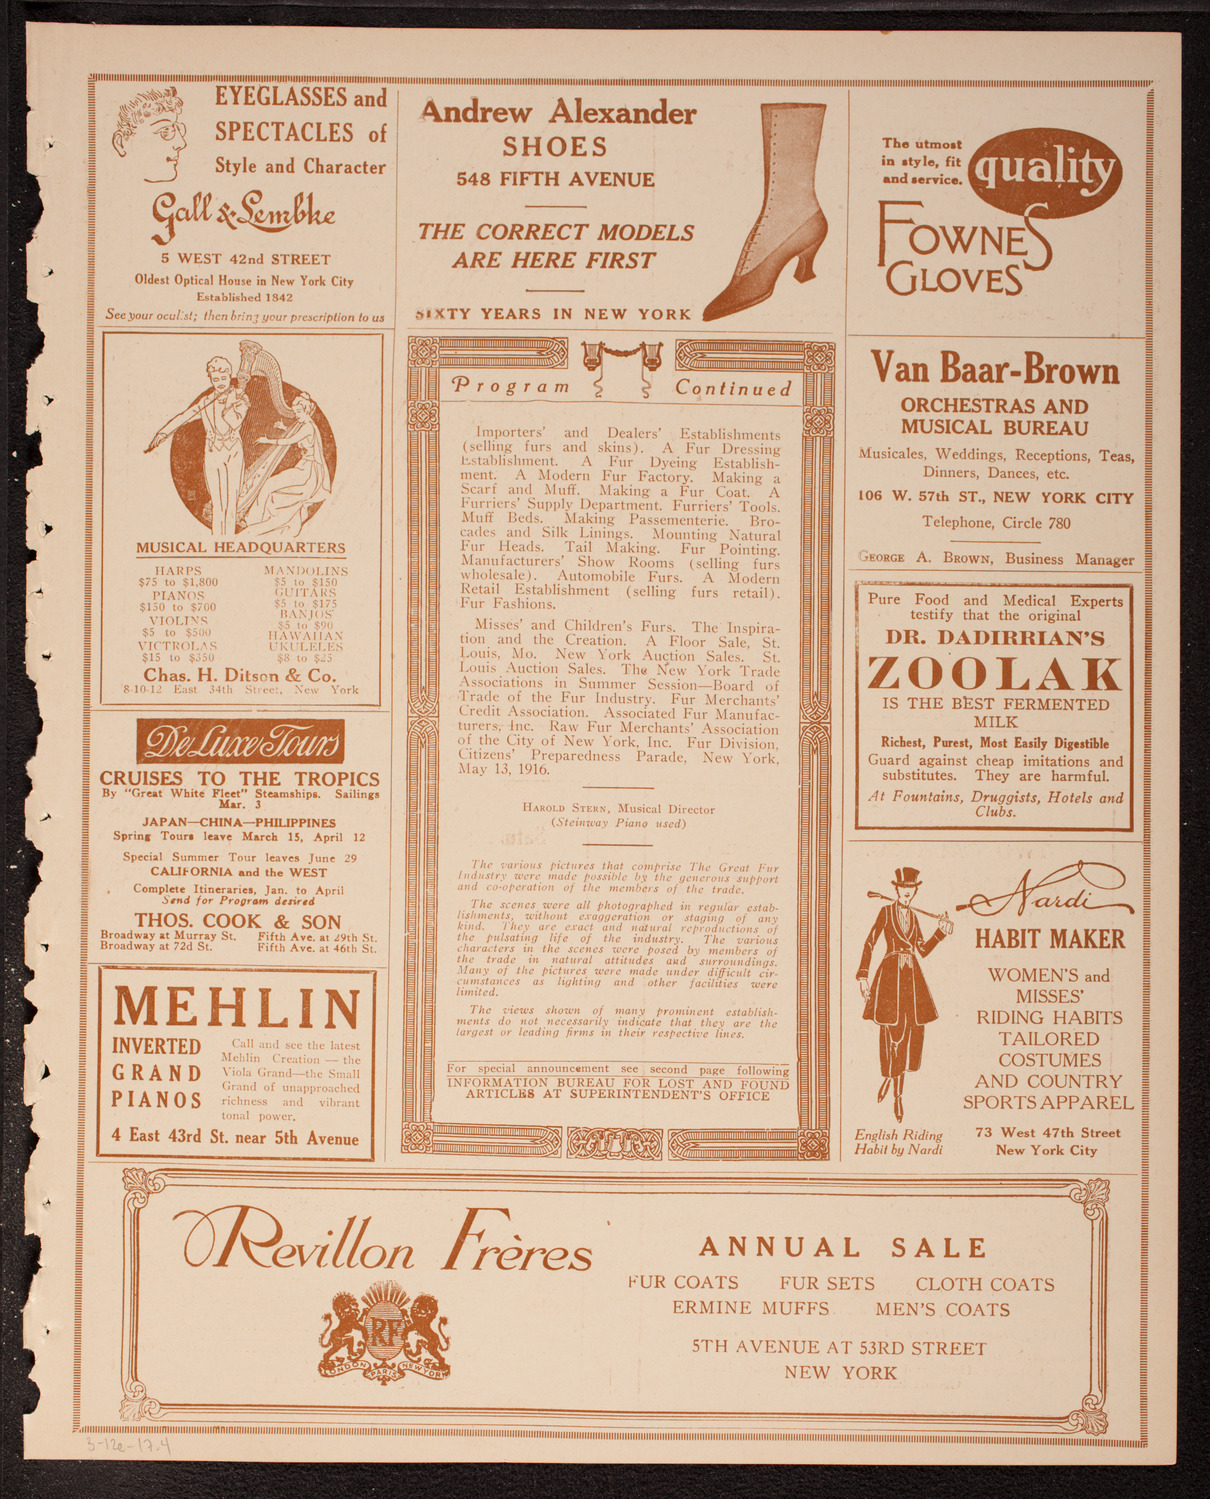 EYEGLASSES and
SPECTACLES of
Style and Character
Gall & Lembke
5 WEST 42nd STREET
Oldest Optical House in New York City
Established 1842
See your oculist; then bring your prescription to us
Andrew Alexander
SHOES
548 FIFTH AVENUE
THE CORRECT MODELS
ARE HERE FIRST
SIXTY YEARS IN NEW YORK
The utmost
in style, fit
and service.
quality
FOWNES
GLOVES
MUSICAL HEADQUARTERS
HARPS
$75 to $1,800
PIANOS
$150 to $700
VIOLINS
$5 to $500
VICTROLAS
$15 to $350
MANDOLINS
$5 to $150
GUITARS
$5 to $175
BANJOS
$5 to $90
HAWAIIAN
UKULELES
$8 to $25
Chas. H. Ditson & Co.
8-10-12 East 34th Street, New York
De Luxe Tours
CRUISES TO THE TROPICS
By "Great White Fleet" Steamships. Sailings
Mar. 3
JAPAN—CHINA—PHILIPPINES
Spring Tours leave March 15, April 12
Special Summer Tour leaves June 29
CALIFORNIA and the WEST
Complete Itineraries, Jan. to April
Send for Program desired
THOS. COOK & SON
Broadway at Murray St. Fifth Ave. at 29th St.
Broadway at 72d St. Fifth Ave. at 46th St.
MEHLIN
INVERTED
GRAND
PIANOS
Call and see the latest
Mehlin Creation — the
Viola Grand—the Small
Grand of unapproached
richness and vibrant
tonal power.
4 East 43rd St. near 5th Avenue
Program Continued
Importers' and Dealers' Establishments
(selling furs and skins). A Fur Dressing
Establishment. A Fur Dyeing Establish-
ment. A Modern Fur Factory. Making a
Scarf and Muff. Making a Fur Coat. A
Furriers' Supply Department. Furriers' Tools.
Muff Beds. Making Passementerie. Bro-
cades and Silk Linings. Mounting Natural
Fur Heads. Tail Making. Fur Pointing.
Manufacturers' Show Rooms (selling furs
wholesale). Automobile Furs. A Modern
Retail Establishment (selling furs retail).
Fur Fashions.
Misses' and Children's Furs. The Inspira-
tion and the Creation. A Floor Sale, St.
Louis, Mo. New York Auction Sales. St.
Louis Auction Sales. The New York Trade
Associations in Summer Session—Board of
Trade of the Fur Industry. Fur Merchants'
Credit Association. Associated Fur Manufac-
turers, Inc. Raw Fur Merchants' Association
of the City of New York, Inc. Fur Division,
Citizens' Preparedness Parade, New York,
May 13, 1916.
HAROLD STERN, Musical Director
(Steinway Piano used)
The various pictures that comprise The Great Fur
Industry were made possible by the generous support
and co-operation of the members of the trade.
The scenes were all photographed in regular estab-
lishments, without exaggeration or staging of any
kind. They are exact and natural reproductions of
the pulsating life of the industry. The various
characters in the scenes were posed by members of
the trade in natural attitudes and surroundings.
Many of the pictures were made under difficult cir-
cumstances as lighting and other facilities were
limited.
The views shown of many prominent establish-
ments do not necessarily indicate that they are the
largest or leading firms in their respective lines.
For special announcement see second page following
INFORMATION BUREAU FOR LOST AND FOUND
ARTICLES AT SUPERINTENDENT'S OFFICE
Van Baar-Brown
ORCHESTRAS AND
MUSICAL BUREAU
Musicales, Weddings, Receptions, Teas,
Dinners, Dances, etc.
106 W. 57th ST., NEW YORK CITY
Telephone, Circle 780
GEORGE A. BROWN, Business Manager
Pure Food and Medical Experts
testify that the original
DR. DADIRRIAN'S
ZOOLAK
IS THE BEST FERMENTED
MILK
Richest, Purest, Most Easily Digestible
Guard against cheap imitations and
substitutes. They are harmful.
At Fountains, Druggists, Hotels and
Clubs.
Nardi
HABIT MAKER
WOMEN'S and
MISSES'
RIDING HABITS
TAILORED
COSTUMES
AND COUNTRY
SPORTS APPAREL
English Riding
Habit by Nardi
73 West 47th Street
New York City
Revillon Frères
RF
LONDON PARIS NEW YORK
ANNUAL SALE
FUR COATS FUR SETS CLOTH COATS
ERMINE MUFFS MEN'S COATS
5TH AVENUE AT 53RD STREET
NEW YORK
3-12e-17-4